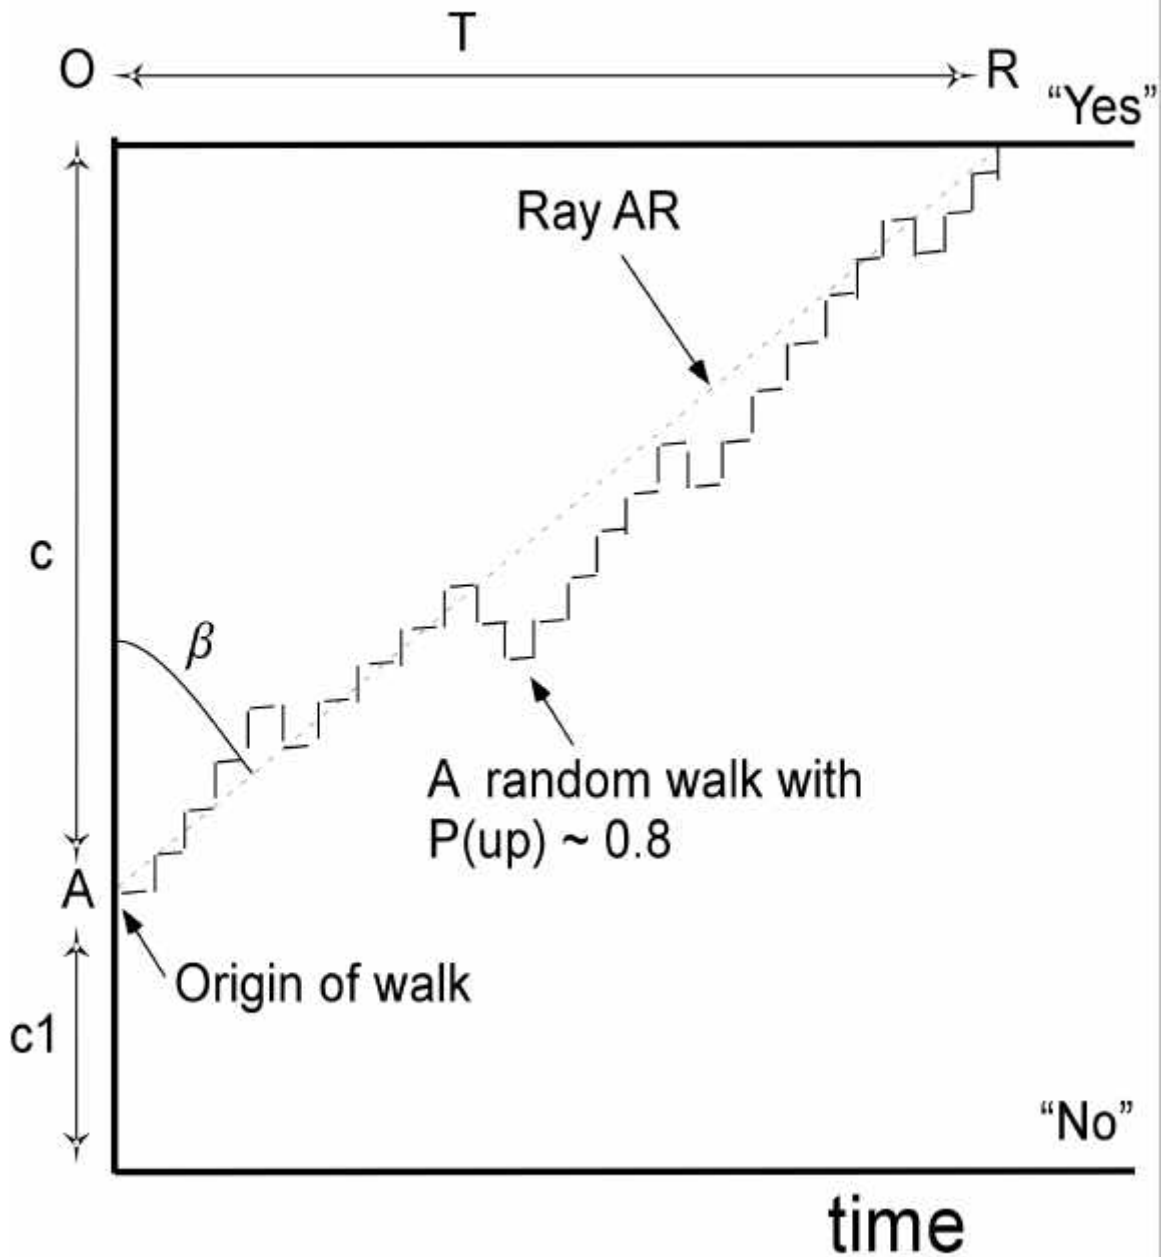 T
O
R
“Yes”
Ray AR
c
β
A random walk with
P(up) ~ 0.8
A
Origin of walk
c1
“No”
time